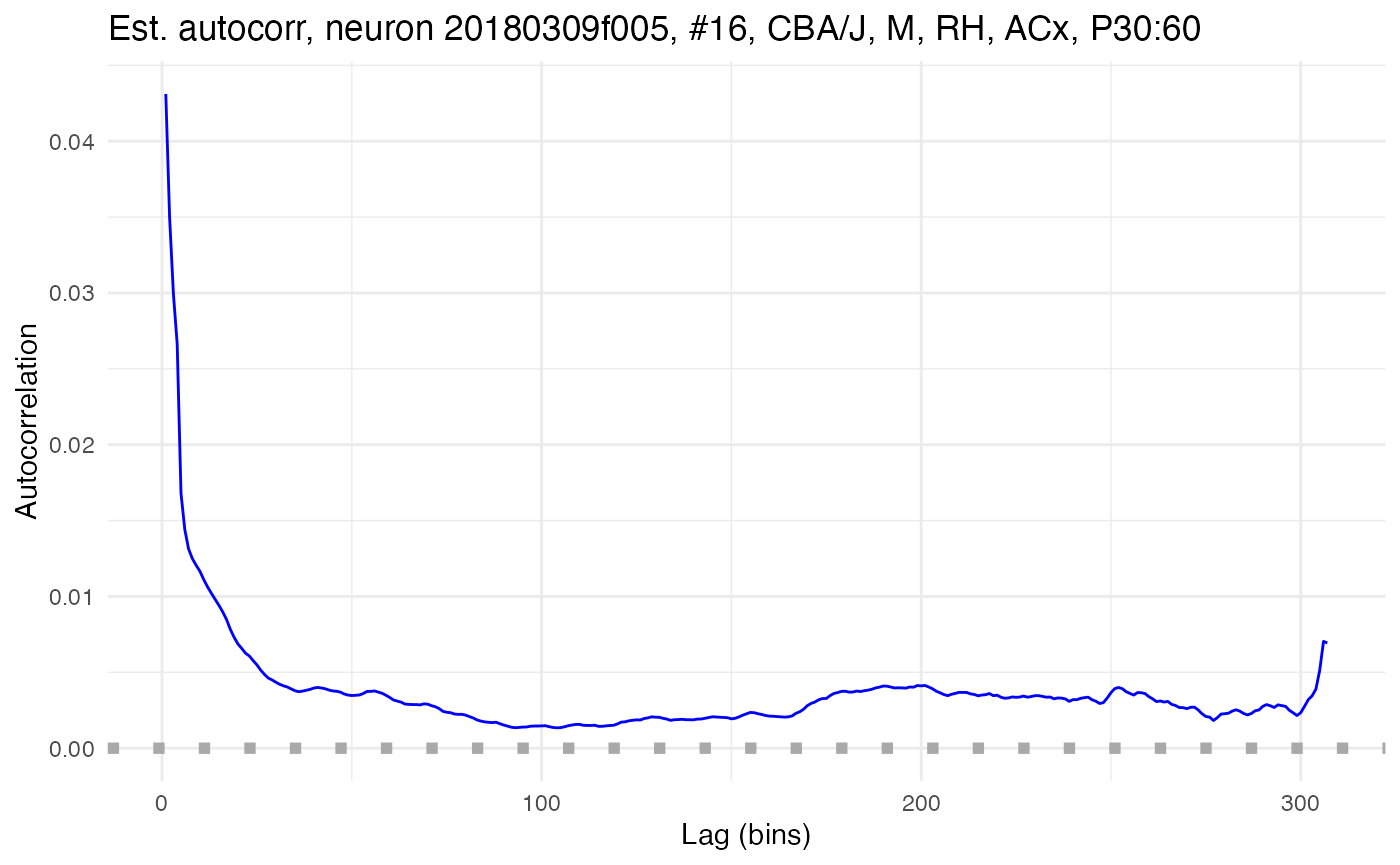 Est. autocorr, neuron 20180309f005, #16, CBA/J, M, RH, ACx, P30:60
Autocorrelation
0.04
0.03
0.02
0.01
0.00
0 100 200 300
Lag (bins)